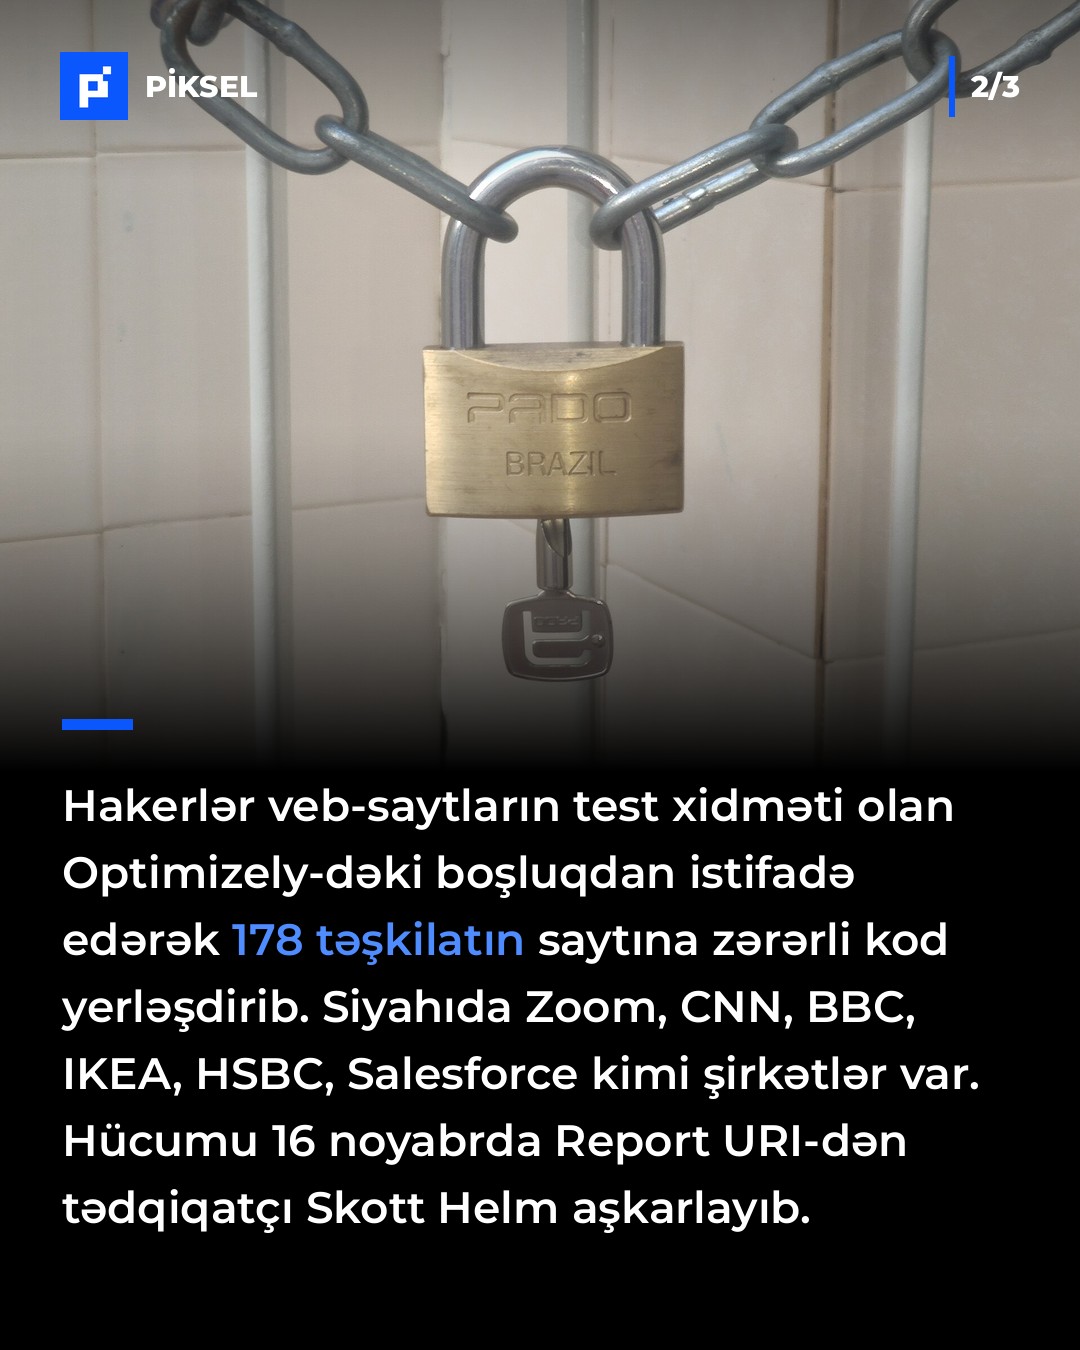 PİKSEL
2/3
PADO
BRAZIL
Hakerlər veb-saytların test xidməti olan
Optimizely-dəki boşluqdan istifadə
edərək 178 təşkilatın saytına zərərli kod
yerləşdirib. Siyahıda Zoom, CNN, BBC,
IKEA, HSBC, Salesforce kimi şirkətlər var.
Hücumu 16 noyabrda Report URI-dən
tədqiqatçı Skott Helm aşkarlayıb.